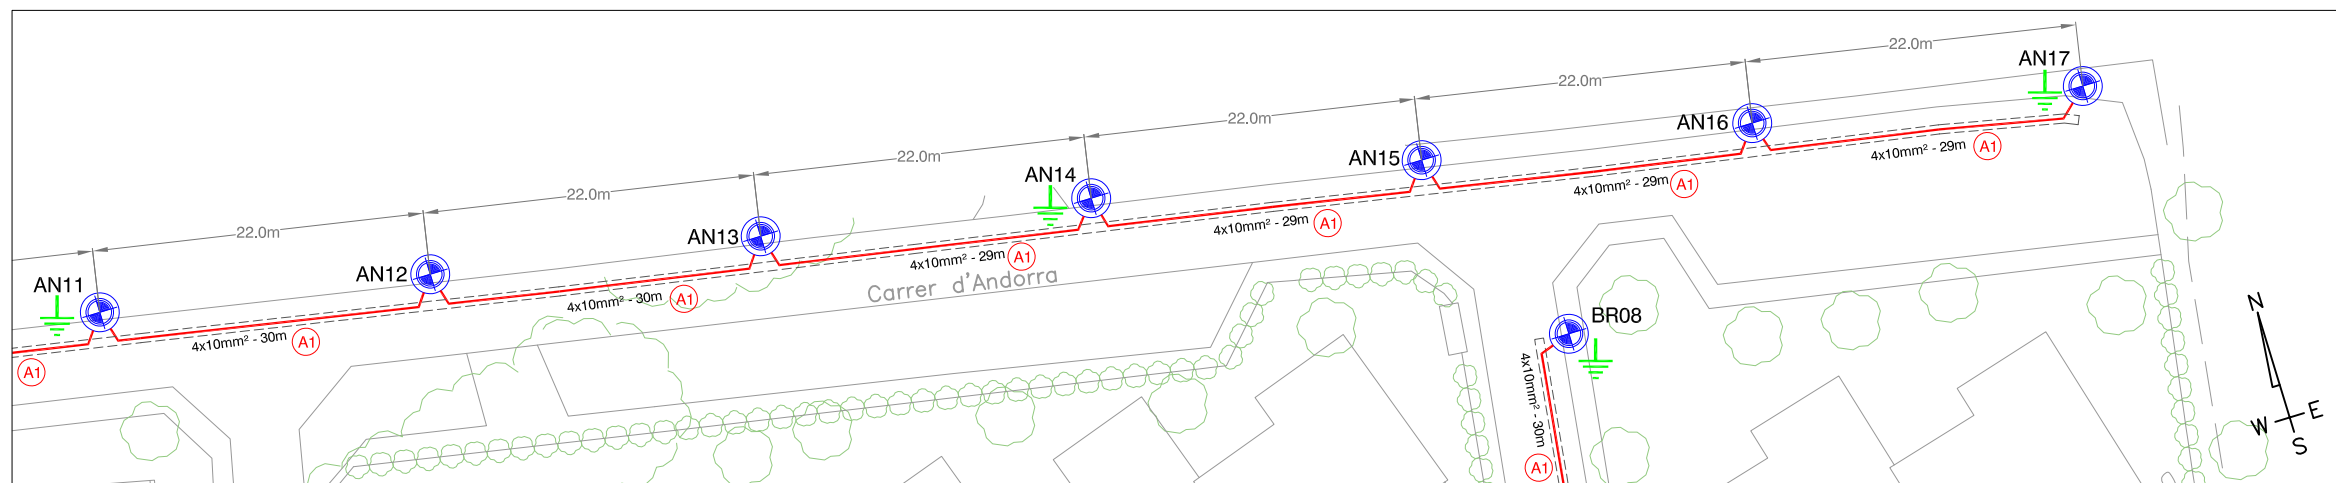 22.0m
AN17
22.0m
22.0m
AN16
4x10mm² - 29m
A1
22.0m
AN15
4x10mm² - 29m
A1
22.0m
AN14
4x10mm² - 29m
A1
22.0m
AN13
4x10mm² - 29m
A1
22.0m
AN12
4x10mm² - 30m
A1
Carrer d'Andorra
AN11
4x10mm² - 30m
A1
A1
BR08
4x10mm² - 30m
A1
N
W
E
S